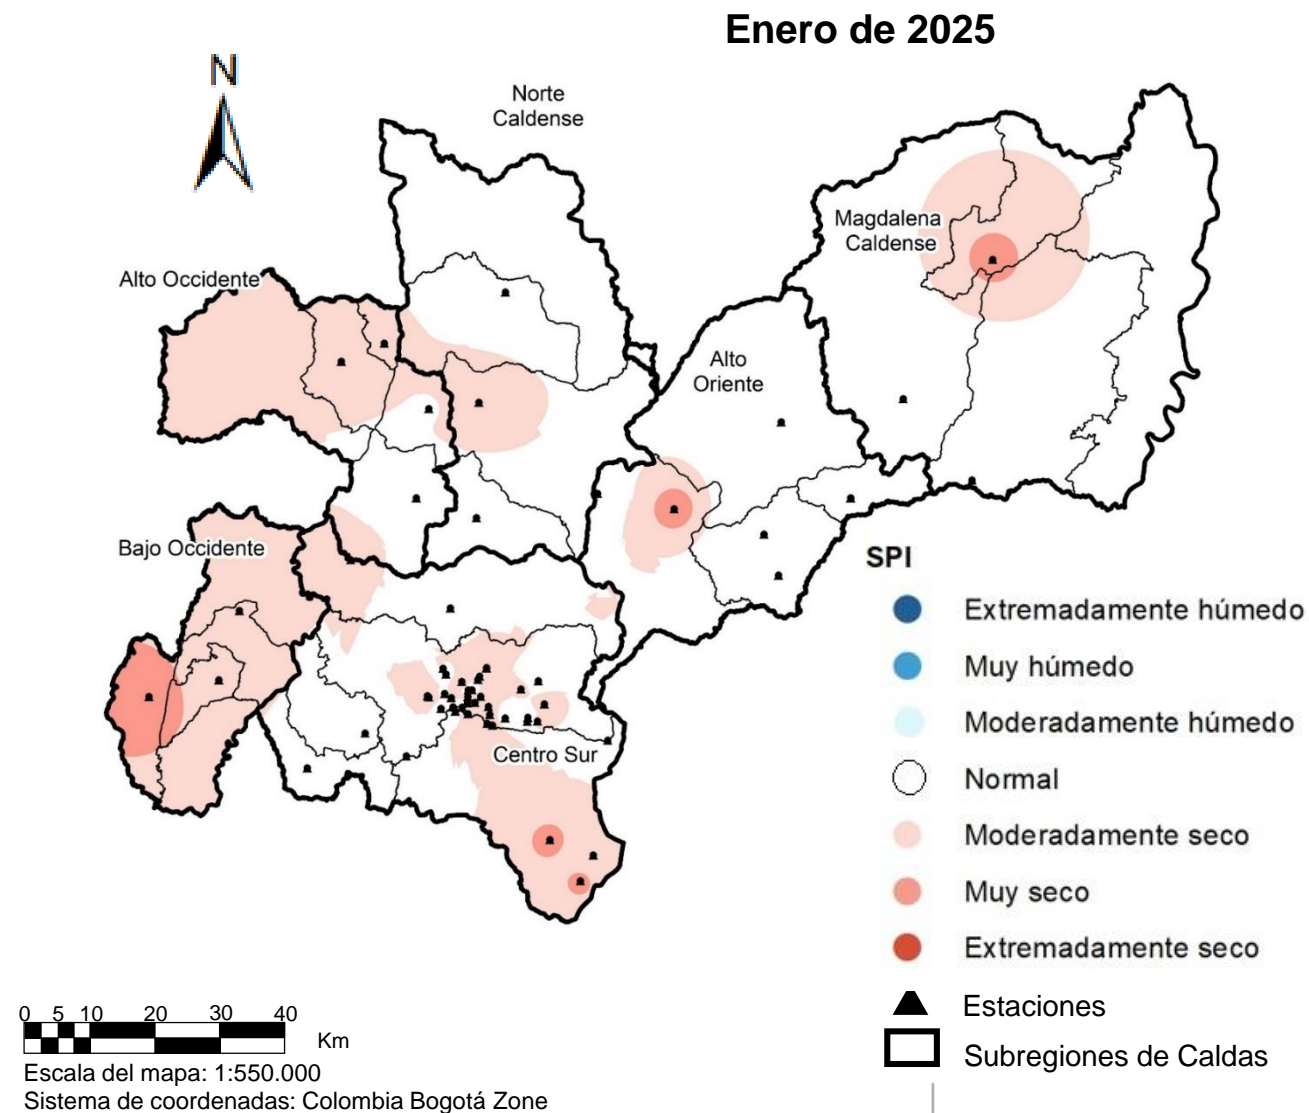 Enero de 2025
N
Norte
Caldense
Magdalena
Caldense
Alto Occidente
Alto
Oriente
Bajo Occidente
Centro Sur
SPI
Extremadamente húmedo
Muy húmedo
Moderadamente húmedo
Normal
Moderadamente seco
Muy seco
Extremadamente seco
Estaciones
Subregiones de Caldas
0 5 10 20 30 40
Km
Escala del mapa: 1:550.000
Sistema de coordenadas: Colombia Bogotá Zone